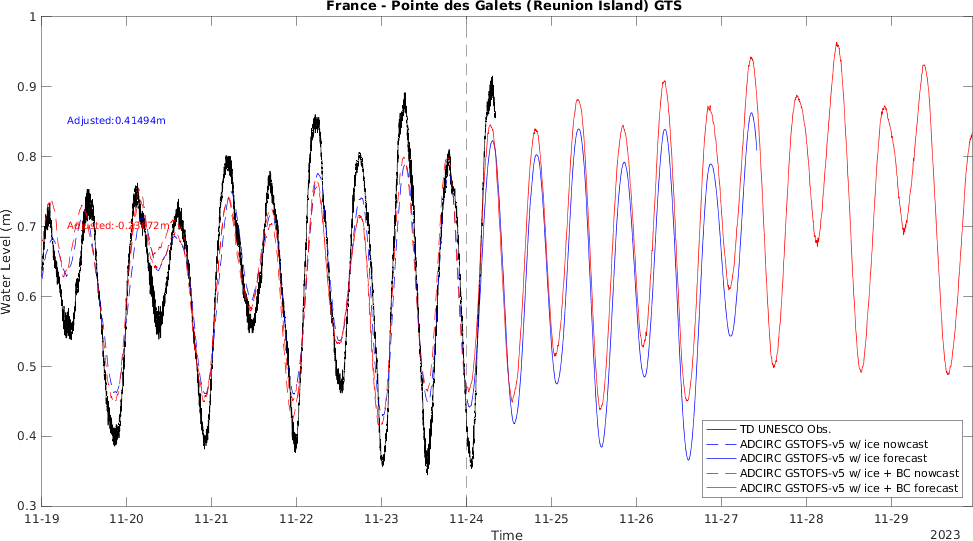 France - Pointe des Galets (Reunion Island) GTS
Water Level (m)
1
0.9
0.8
0.7
0.6
0.5
0.4
0.3
Adjusted:0.41494m
TD UNESCO Obs.
ADCIRC GSTOFS-v5 w/ ice nowcast
ADCIRC GSTOFS-v5 w/ ice forecast
ADCIRC GSTOFS-v5 w/ ice + BC nowcast
ADCIRC GSTOFS-v5 w/ ice + BC forecast
11-19
11-20
11-21
11-22
11-23
11-24
11-25
11-26
11-27
11-28
11-29
Time
2023